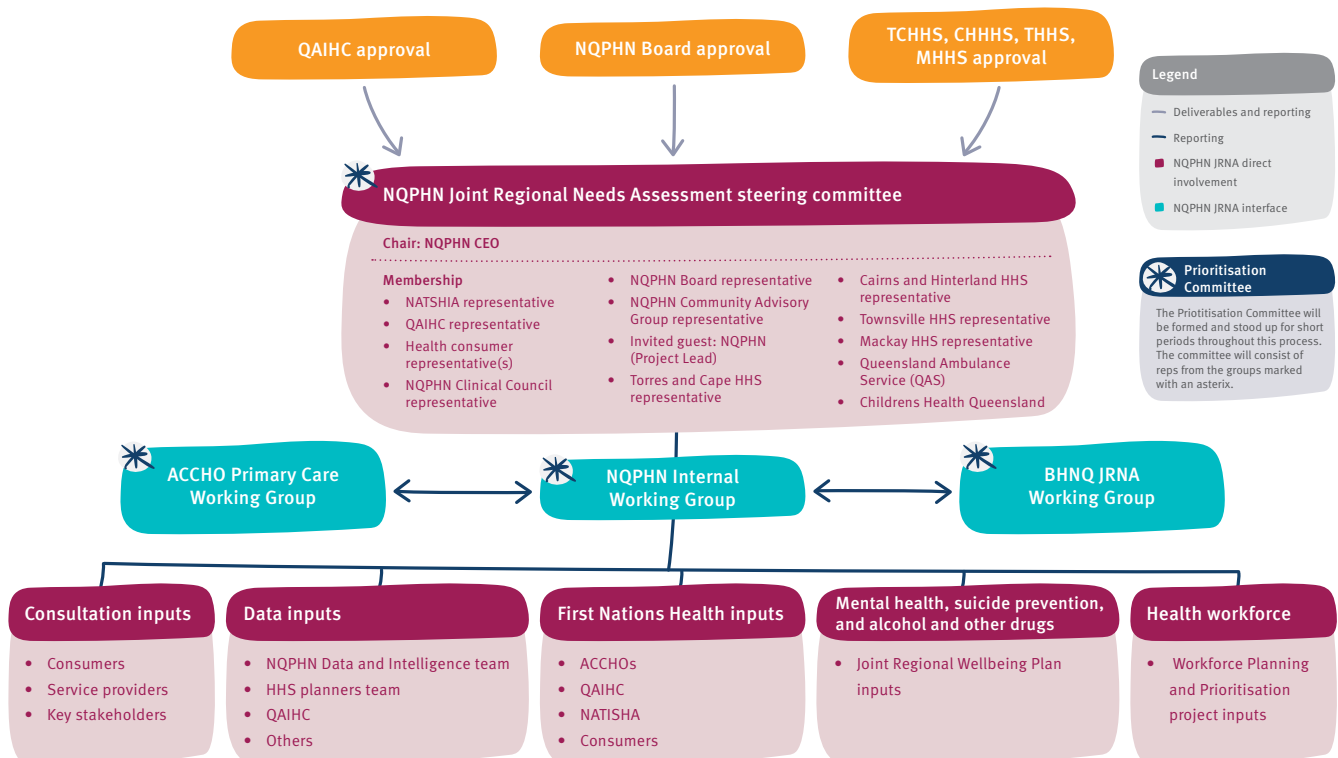 QAIHC approval
NQPHN Board approval
TCHHS, CHHHS, THHS,
MHHS approval
Legend
Deliverables and reporting
Reporting
NQPHN JRNA direct
involvement
NQPHN JRNA interface
Prioritisation
Committee
The Priotitisation Committee will
be formed and stood up for short
periods throughout this process.
The committee will consist of
reps from the groups marked
with an asterix.
NQPHN Joint Regional Needs Assessment steering committee
Chair: NQPHN CEO
Membership
• NATSHIA representative
• QAIHC representative
• Health consumer
representative(s)
• NQPHN Clinical Council
representative
• NQPHN Board representative
• NQPHN Community Advisory
Group representative
• Invited guest: NQPHN
(Project Lead)
• Torres and Cape HHS
representative
• Cairns and Hinterland HHS
representative
• Townsville HHS representative
• Mackay HHS representative
• Queensland Ambulance
Service (QAS)
• Childrens Health Queensland
ACCHO Primary Care
Working Group
NQPHN Internal
Working Group
BHNQ JRNA
Working Group
Consultation inputs
• Consumers
• Service providers
• Key stakeholders
Data inputs
• NQPHN Data and Intelligence team
• HHS planners team
• QAIHC
• Others
First Nations Health inputs
• ACCHOs
• QAIHC
• NATISHA
• Consumers
Mental health, suicide prevention,
and alcohol and other drugs
• Joint Regional Wellbeing Plan
inputs
Health workforce
• Workforce Planning
and Prioritisation
project inputs